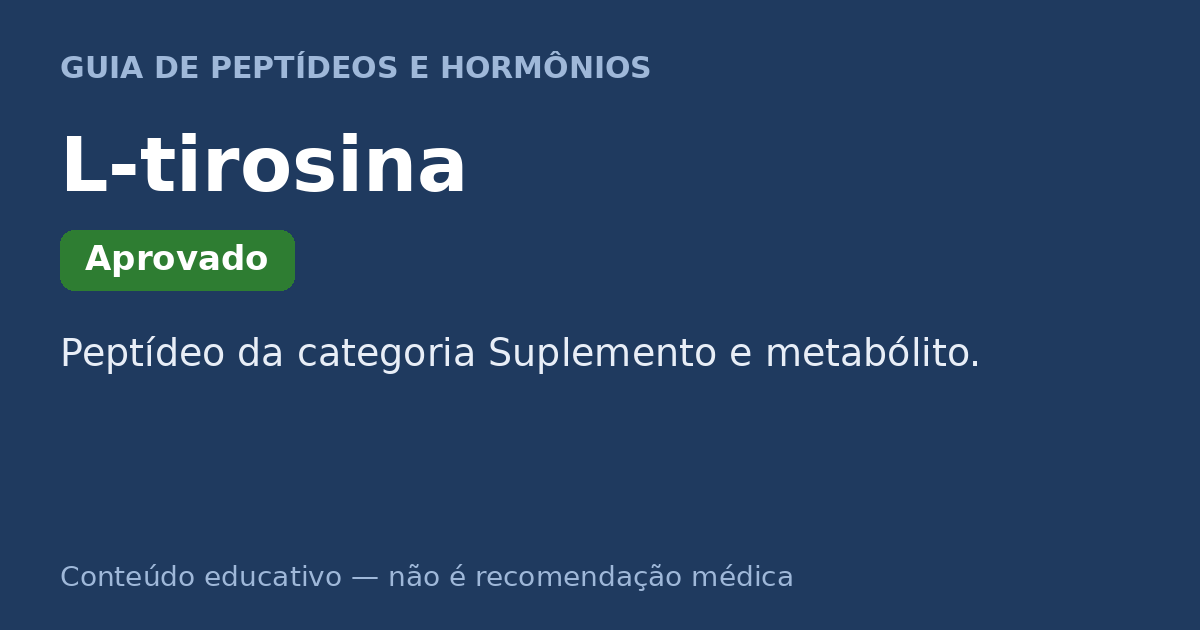 GUIA DE PEPTÍDEOS E HORMÔNIOS
L-tirosina
Aprovado
Peptídeo da categoria Suplemento e metabólito.
Conteúdo educativo — não é recomendação médica